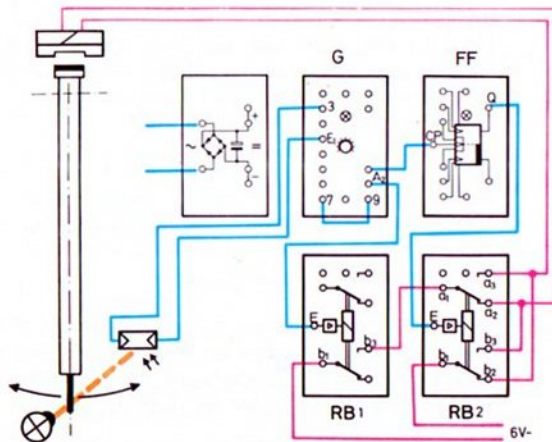 G
FF
3
E₁
A₂
7
9
CP
Q
~
+
=
-
E
b₃
b₁
RB1
a₁
a₃
a₂
E
b₁
b₃
b₂
RB2
6V~